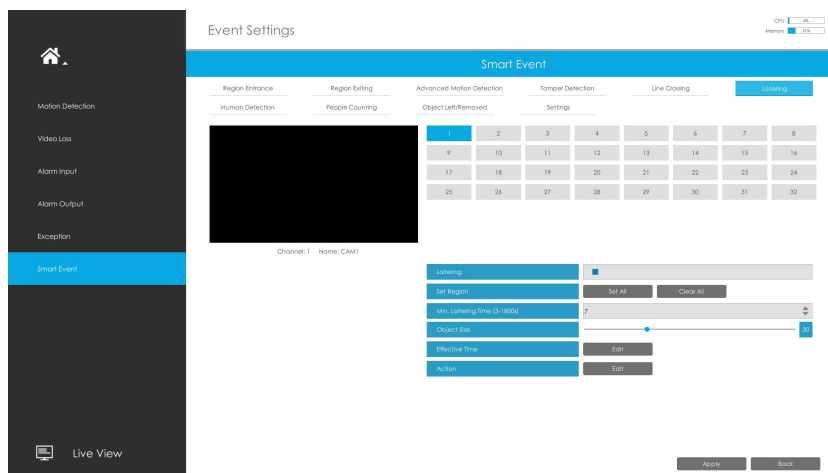 Event Settings
CPU 4%
Memory 31%
Smart Event
Region Entrance Region Exiting Advanced Motion Detection Tamper Detection Line Crossing Loitering
Human Detection People Counting Object Left/Removed Settings
Motion Detection
Video Loss
Alarm Input
Alarm Output
Exception
Smart Event
Live View
1 2 3 4 5 6 7 8
9 10 11 12 13 14 15 16
17 18 19 20 21 22 23 24
25 26 27 28 29 30 31 32
Channel: 1 Name: CAM1
Loitering
Set Region Set All Clear All
Min. Loitering Time (3-1800s) 7
Object Size 30
Effective Time Edit
Action Edit
Apply Back